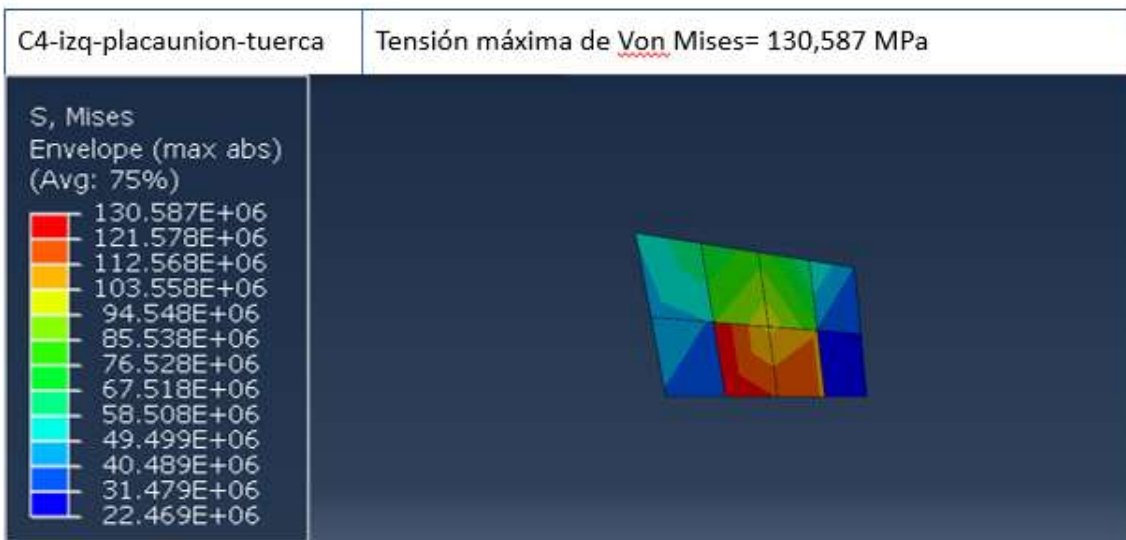 C4-izq-placaunion-tuerca
Tensión máxima de Von Mises= 130,587 MPa
S, Mises
Envelope (max abs)
(Avg: 75%)
130.587E+06
121.578E+06
112.568E+06
103.558E+06
94.548E+06
85.538E+06
76.528E+06
67.518E+06
58.508E+06
49.499E+06
40.489E+06
31.479E+06
22.469E+06